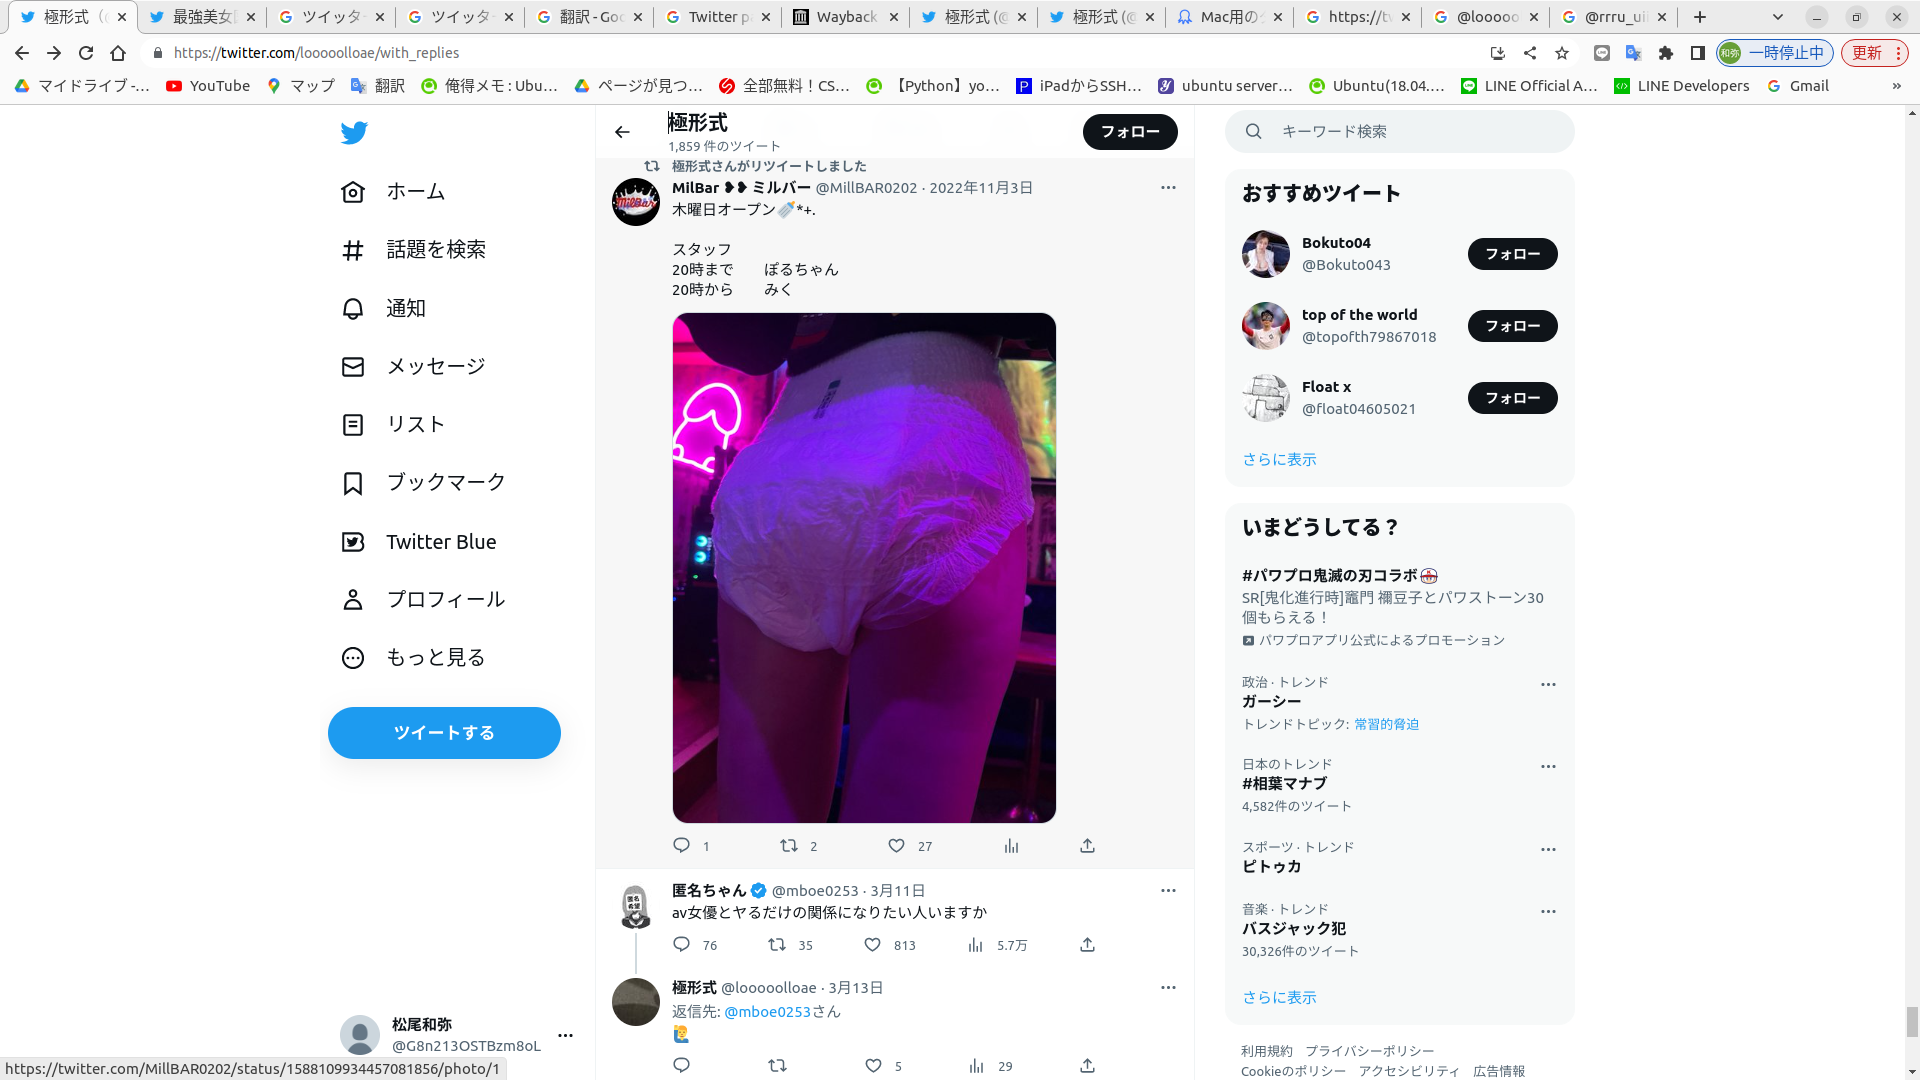 極形式 (@
最強美女図
ツイッター
ツイッター
翻訳 - Goo
Twitter p
Wayback
極形式 (@
極形式 (@
Mac用の
https://tw
@looooo
@rrru_uii
https://twitter.com/looooolloae/with_replies
和弥 一時停止中
更新
マイドライブ -...
YouTube
マップ
翻訳
俺得メモ : Ubu...
ページが見つ...
全部無料！CS...
【Python】yo...
iPadからSSH...
ubuntu server...
Ubuntu(18.04....
LINE Official A...
LINE Developers
Gmail
»
ホーム
話題を検索
通知
メッセージ
リスト
ブックマーク
Twitter Blue
プロフィール
もっと見る
ツイートする
松尾和弥
@G8n213OSTBzm8oL
https://twitter.com/MillBAR0202/status/1588109934457081856/photo/1
極形式
1,859 件のツイート
フォロー
極形式さんがリツイートしました
MilBar ❥❥ ミルバー @MillBAR0202 · 2022年11月3日
木曜日オープン🍼*+.
スタッフ
20時まで　　ぽるちゃん
20時から　　みく
1 2 27
匿名ちゃん @mboe0253 · 3月11日
av女優とヤるだけの関係になりたい人いますか
76 35 813 5.7万
極形式 @looooolloae · 3月13日
返信先: @mboe0253さん
🙋‍♂️
5 29
キーワード検索
おすすめツイート
Bokuto04
@Bokuto043
フォロー
top of the world
@topofth79867018
フォロー
Float x
@float04605021
フォロー
さらに表示
いまどうしてる？
#パワプロ鬼滅の刃コラボ
SR[鬼化進行時]竈門 禰豆子とパワストーン30
個もらえる！
パワプロアプリ公式によるプロモーション
政治 · トレンド
ガーシー
トレンドトピック: 常習的脅迫
日本のトレンド
#相葉マナブ
4,582件のツイート
スポーツ · トレンド
ピトゥカ
音楽 · トレンド
バスジャック犯
30,326件のツイート
さらに表示
利用規約 プライバシーポリシー
Cookieのポリシー アクセシビリティ 広告情報